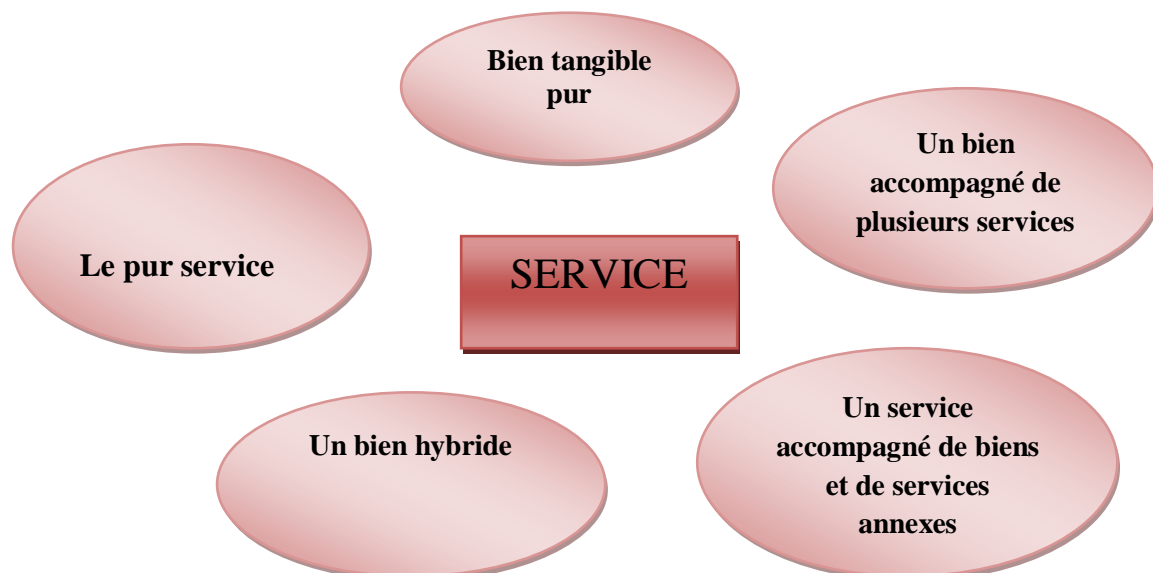 Bien tangible
pur
Un bien
accompagné de
plusieurs services
Le pur service
SERVICE
Un service
accompagné de biens
et de services
annexes
Un bien hybride